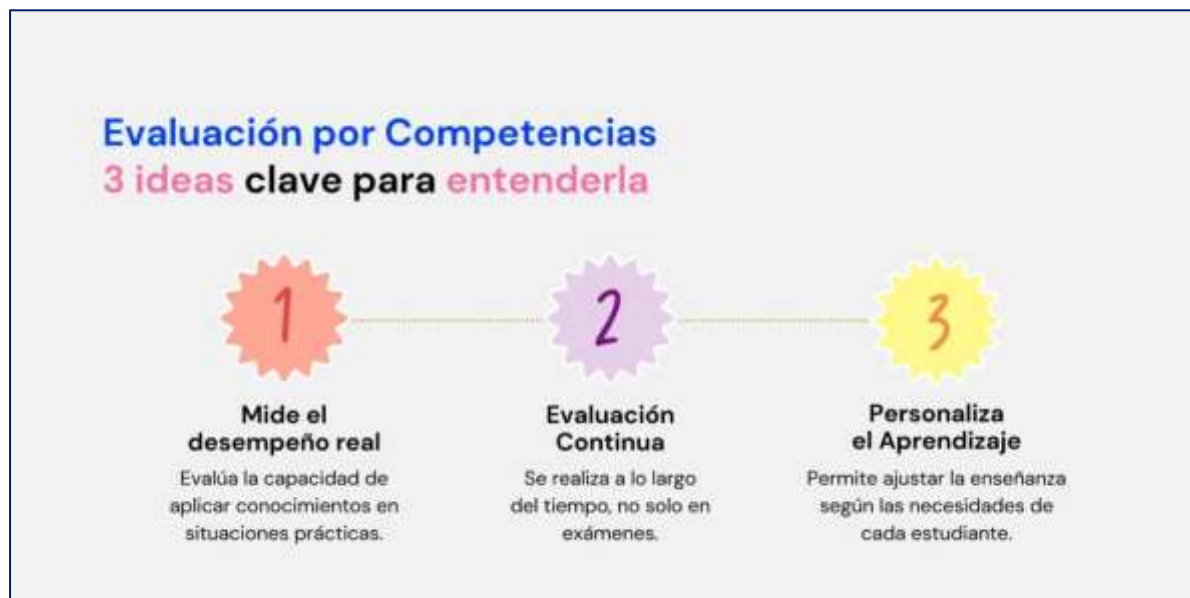 Evaluación por Competencias
3 ideas clave para entenderla
1
2
3
Mide el
desempeño real
Evalúa la capacidad de
aplicar conocimientos en
situaciones prácticas.
Evaluación
Continua
Se realiza a lo largo
del tiempo, no solo en
exámenes.
Personaliza
el Aprendizaje
Permite ajustar la enseñanza
según las necesidades de
cada estudiante.